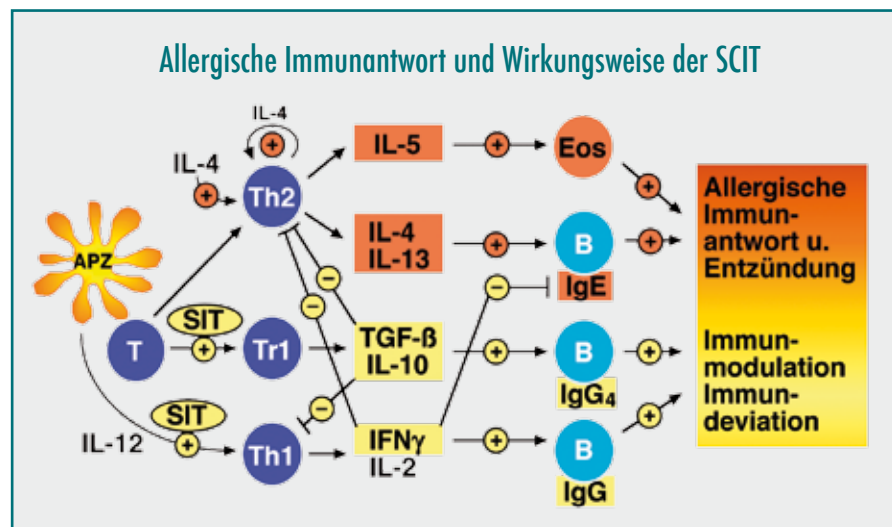 Allergische Immunantwort und Wirkungsweise der SCIT
IL-4
+
IL-4
+
Th2
IL-5
+
Eos
+
IL-4
IL-13
+
B
IgE
+
Allergische
Immun-
antwort u.
Entzündung
APZ
−
−
−
T
SIT
+
Tr1
TGF-ß
IL-10
+
B
IgG4
+
Immun-
modulation
Immun-
deviation
IL-12
SIT
+
Th1
−
IFNγ
IL-2
+
B
IgG
+